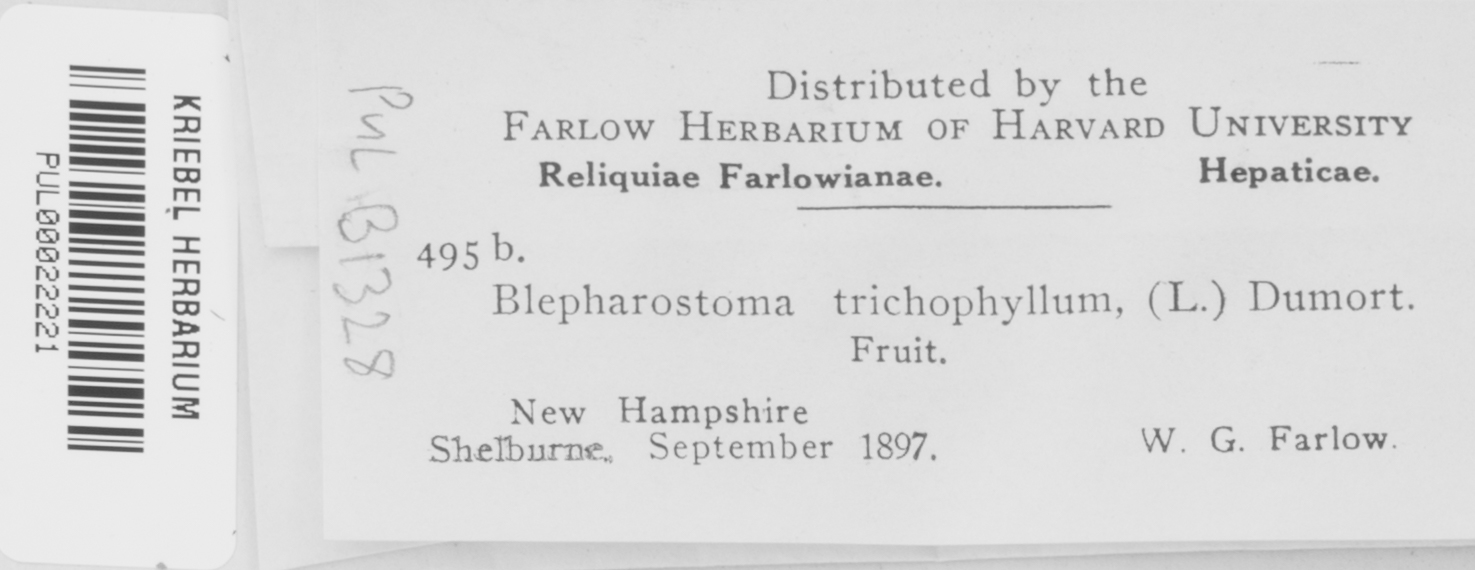 KRIEBEL HERBARIUM
PUL00022221
PUL B1328
Distributed by the
FARLOW HERBARIUM OF HARVARD UNIVERSITY
Reliquiae Farlowianae. Hepaticae.
495 b.
Blepharostoma trichophyllum, (L.) Dumort.
Fruit.
New Hampshire
Shelburne, September 1897. W. G. Farlow.